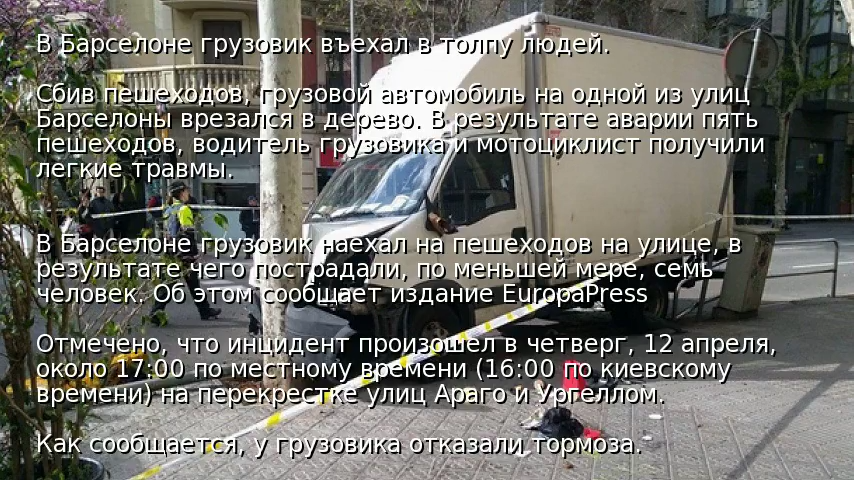 В Барселоне грузовик въехал в толпу людей.
Сбив пешеходов, грузовой автомобиль на одной из улиц
Барселоны врезался в дерево. В результате аварии пять
пешеходов, водитель грузовика и мотоциклист получили
легкие травмы.
В Барселоне грузовик наехал на пешеходов на улице, в
результате чего пострадали, по меньшей мере, семь
человек. Об этом сообщает издание EuropaPress
Отмечено, что инцидент произошел в четверг, 12 апреля,
около 17:00 по местному времени (16:00 по киевскому
времени) на перекрестке улиц Араго и Ургеллом.
Как сообщается, у грузовика отказали тормоза.